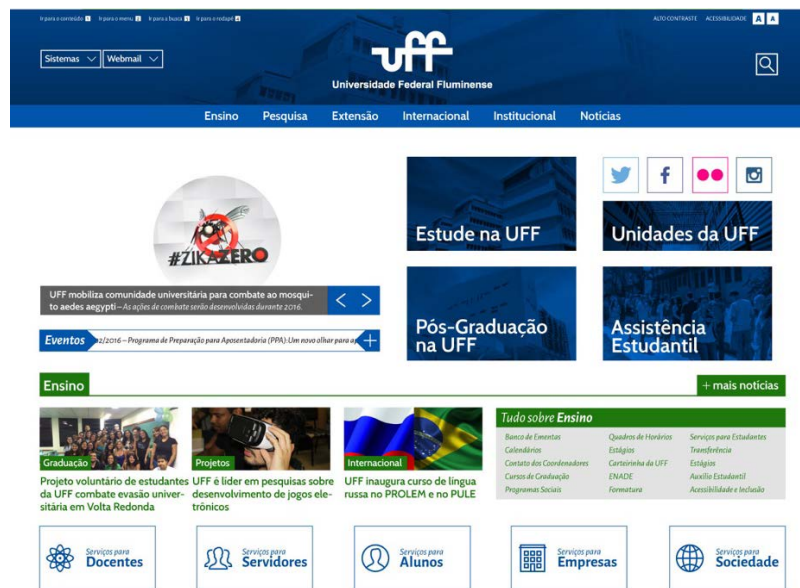 Ir para o conteúdo 1 Ir para o menu 2 Ir para a busca 3 Ir para o rodapé 4
ALTO CONTRASTE ACESSIBILIDADE A A
Sistemas Webmail
uff
Universidade Federal Fluminense
Ensino Pesquisa Extensão Internacional Institucional Notícias
#ZIKAZERO
UFF mobiliza comunidade universitária para combate ao mosqui-
to aedes aegypti – As ações de combate serão desenvolvidas durante 2016.
Eventos 02/2016 – Programa de Preparação para Aposentadoria (PPA): Um novo olhar para a
Estude na UFF
Unidades da UFF
Pós-Graduação
na UFF
Assistência
Estudantil
Ensino
+ mais notícias
Graduação
Projeto voluntário de estudantes
da UFF combate evasão univer-
sitária em Volta Redonda
Projetos
UFF é líder em pesquisas sobre
desenvolvimento de jogos ele-
trônicos
Internacional
UFF inaugura curso de língua
russa no PROLEM e no PULE
Tudo sobre Ensino
Banco de Ementas Quadros de Horários Serviços para Estudantes
Calendários Estágios Transferência
Contato dos Coordenadores Carteirinha da UFF Estágios
Cursos de Graduação ENADE Auxílio Estudantil
Programas Sociais Formatura Acessibilidade e Inclusão
Serviços para
Docentes
Serviços para
Servidores
Serviços para
Alunos
Serviços para
Empresas
Serviços para
Sociedade